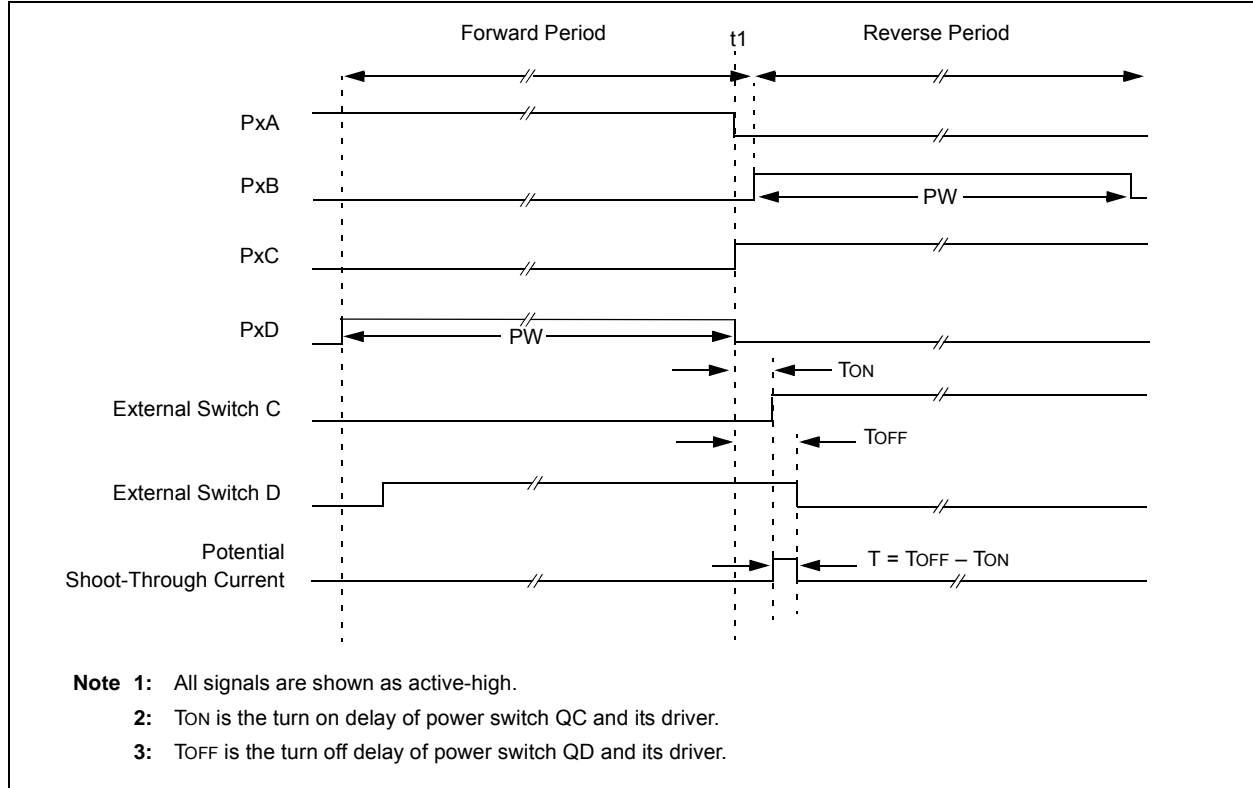 Forward Period
t1
Reverse Period
PxA
PxB
PW
PxC
PxD
PW
TON
External Switch C
TOFF
External Switch D
Potential
Shoot-Through Current
T = TOFF – TON
Note 1: All signals are shown as active-high.
2: TON is the turn on delay of power switch QC and its driver.
3: TOFF is the turn off delay of power switch QD and its driver.